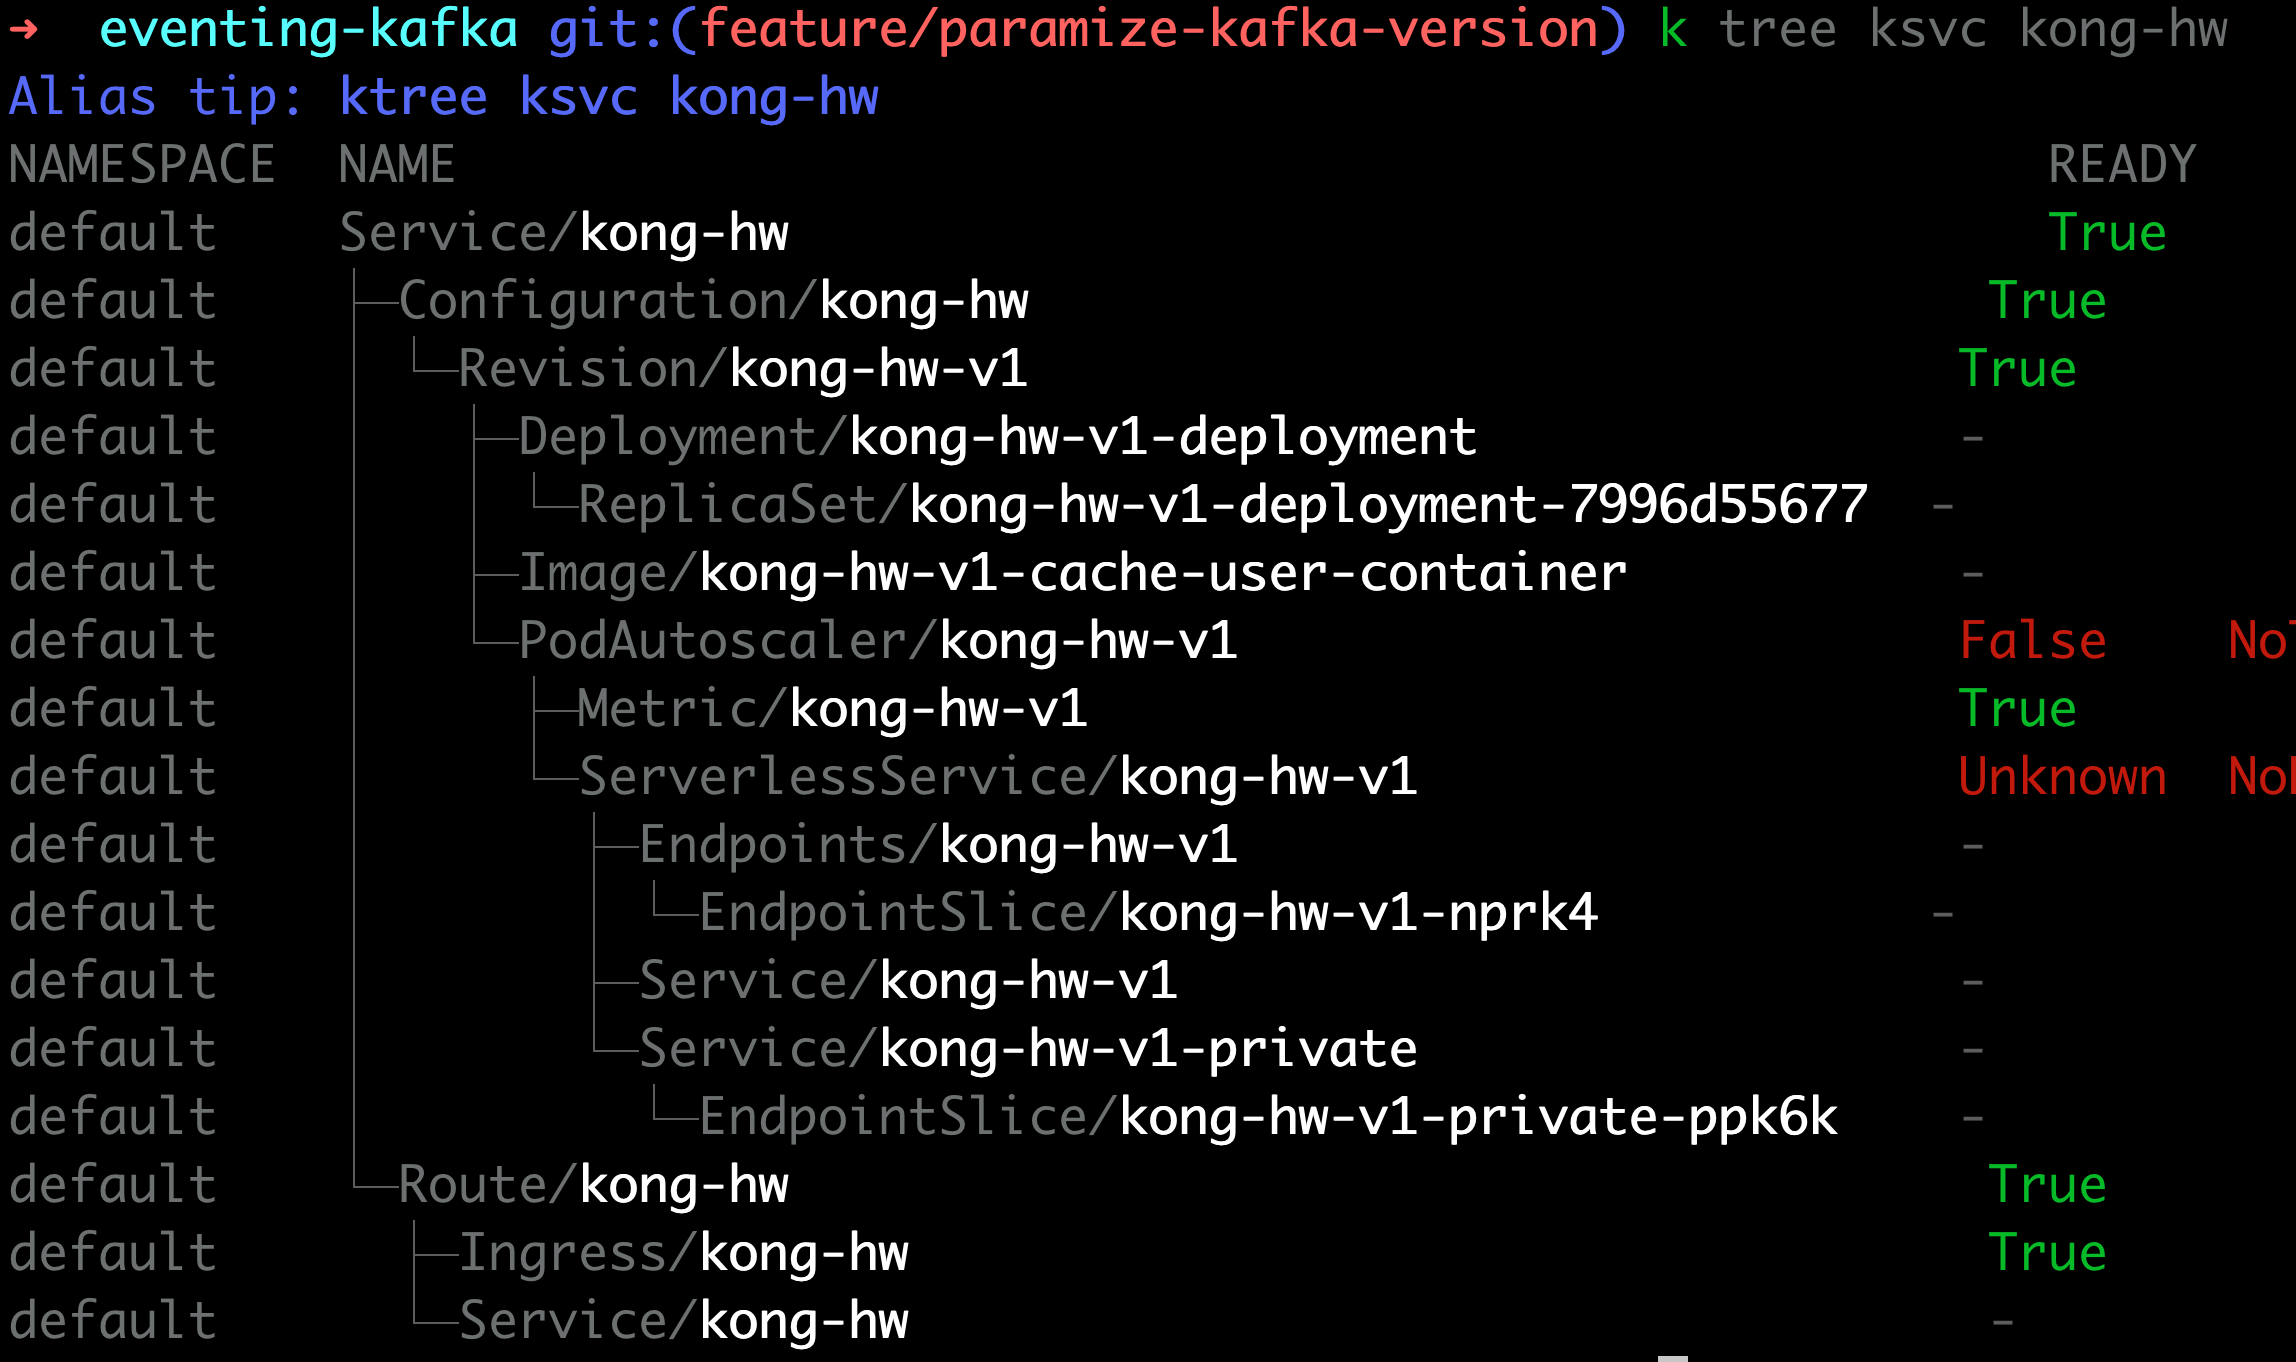 ➜  eventing-kafka git:(feature/paramize-kafka-version) k tree ksvc kong-hw
Alias tip: ktree ksvc kong-hw
NAMESPACE  NAME                                                     READY
default    Service/kong-hw                                          True
default    ├─Configuration/kong-hw                                True
default    │ └─Revision/kong-hw-v1                               True
default    │   ├─Deployment/kong-hw-v1-deployment                -
default    │   │ └─ReplicaSet/kong-hw-v1-deployment-7996d55677  -
default    │   ├─Image/kong-hw-v1-cache-user-container           -
default    │   └─PodAutoscaler/kong-hw-v1                        False
default    │     ├─Metric/kong-hw-v1                             True
default    │     └─ServerlessService/kong-hw-v1                  Unknown
default    │       ├─Endpoints/kong-hw-v1                        -
default    │       │ └─EndpointSlice/kong-hw-v1-nprk4           -
default    │       ├─Service/kong-hw-v1                          -
default    │       └─Service/kong-hw-v1-private                  -
default    │         └─EndpointSlice/kong-hw-v1-private-ppk6k    -
default    └─Route/kong-hw                                        True
default      ├─Ingress/kong-hw                                    True
default      └─Service/kong-hw                                    -